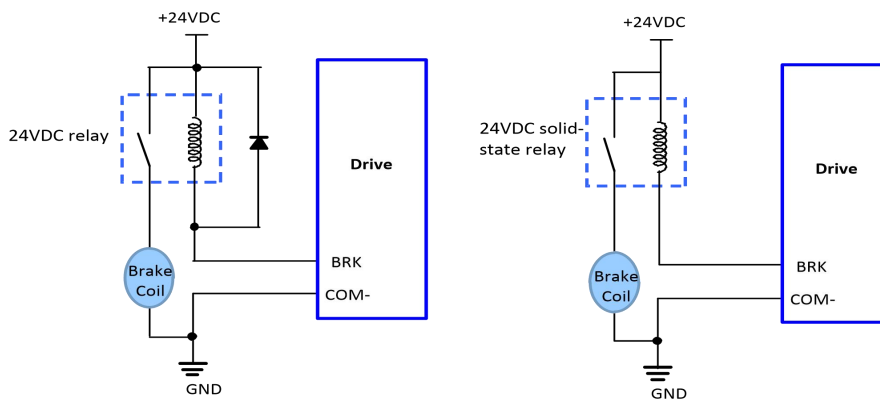 +24VDC
24VDC relay
Drive
BRK
Brake
Coil
COM-
GND
+24VDC
24VDC solid-
state relay
Drive
BRK
Brake
Coil
COM-
GND